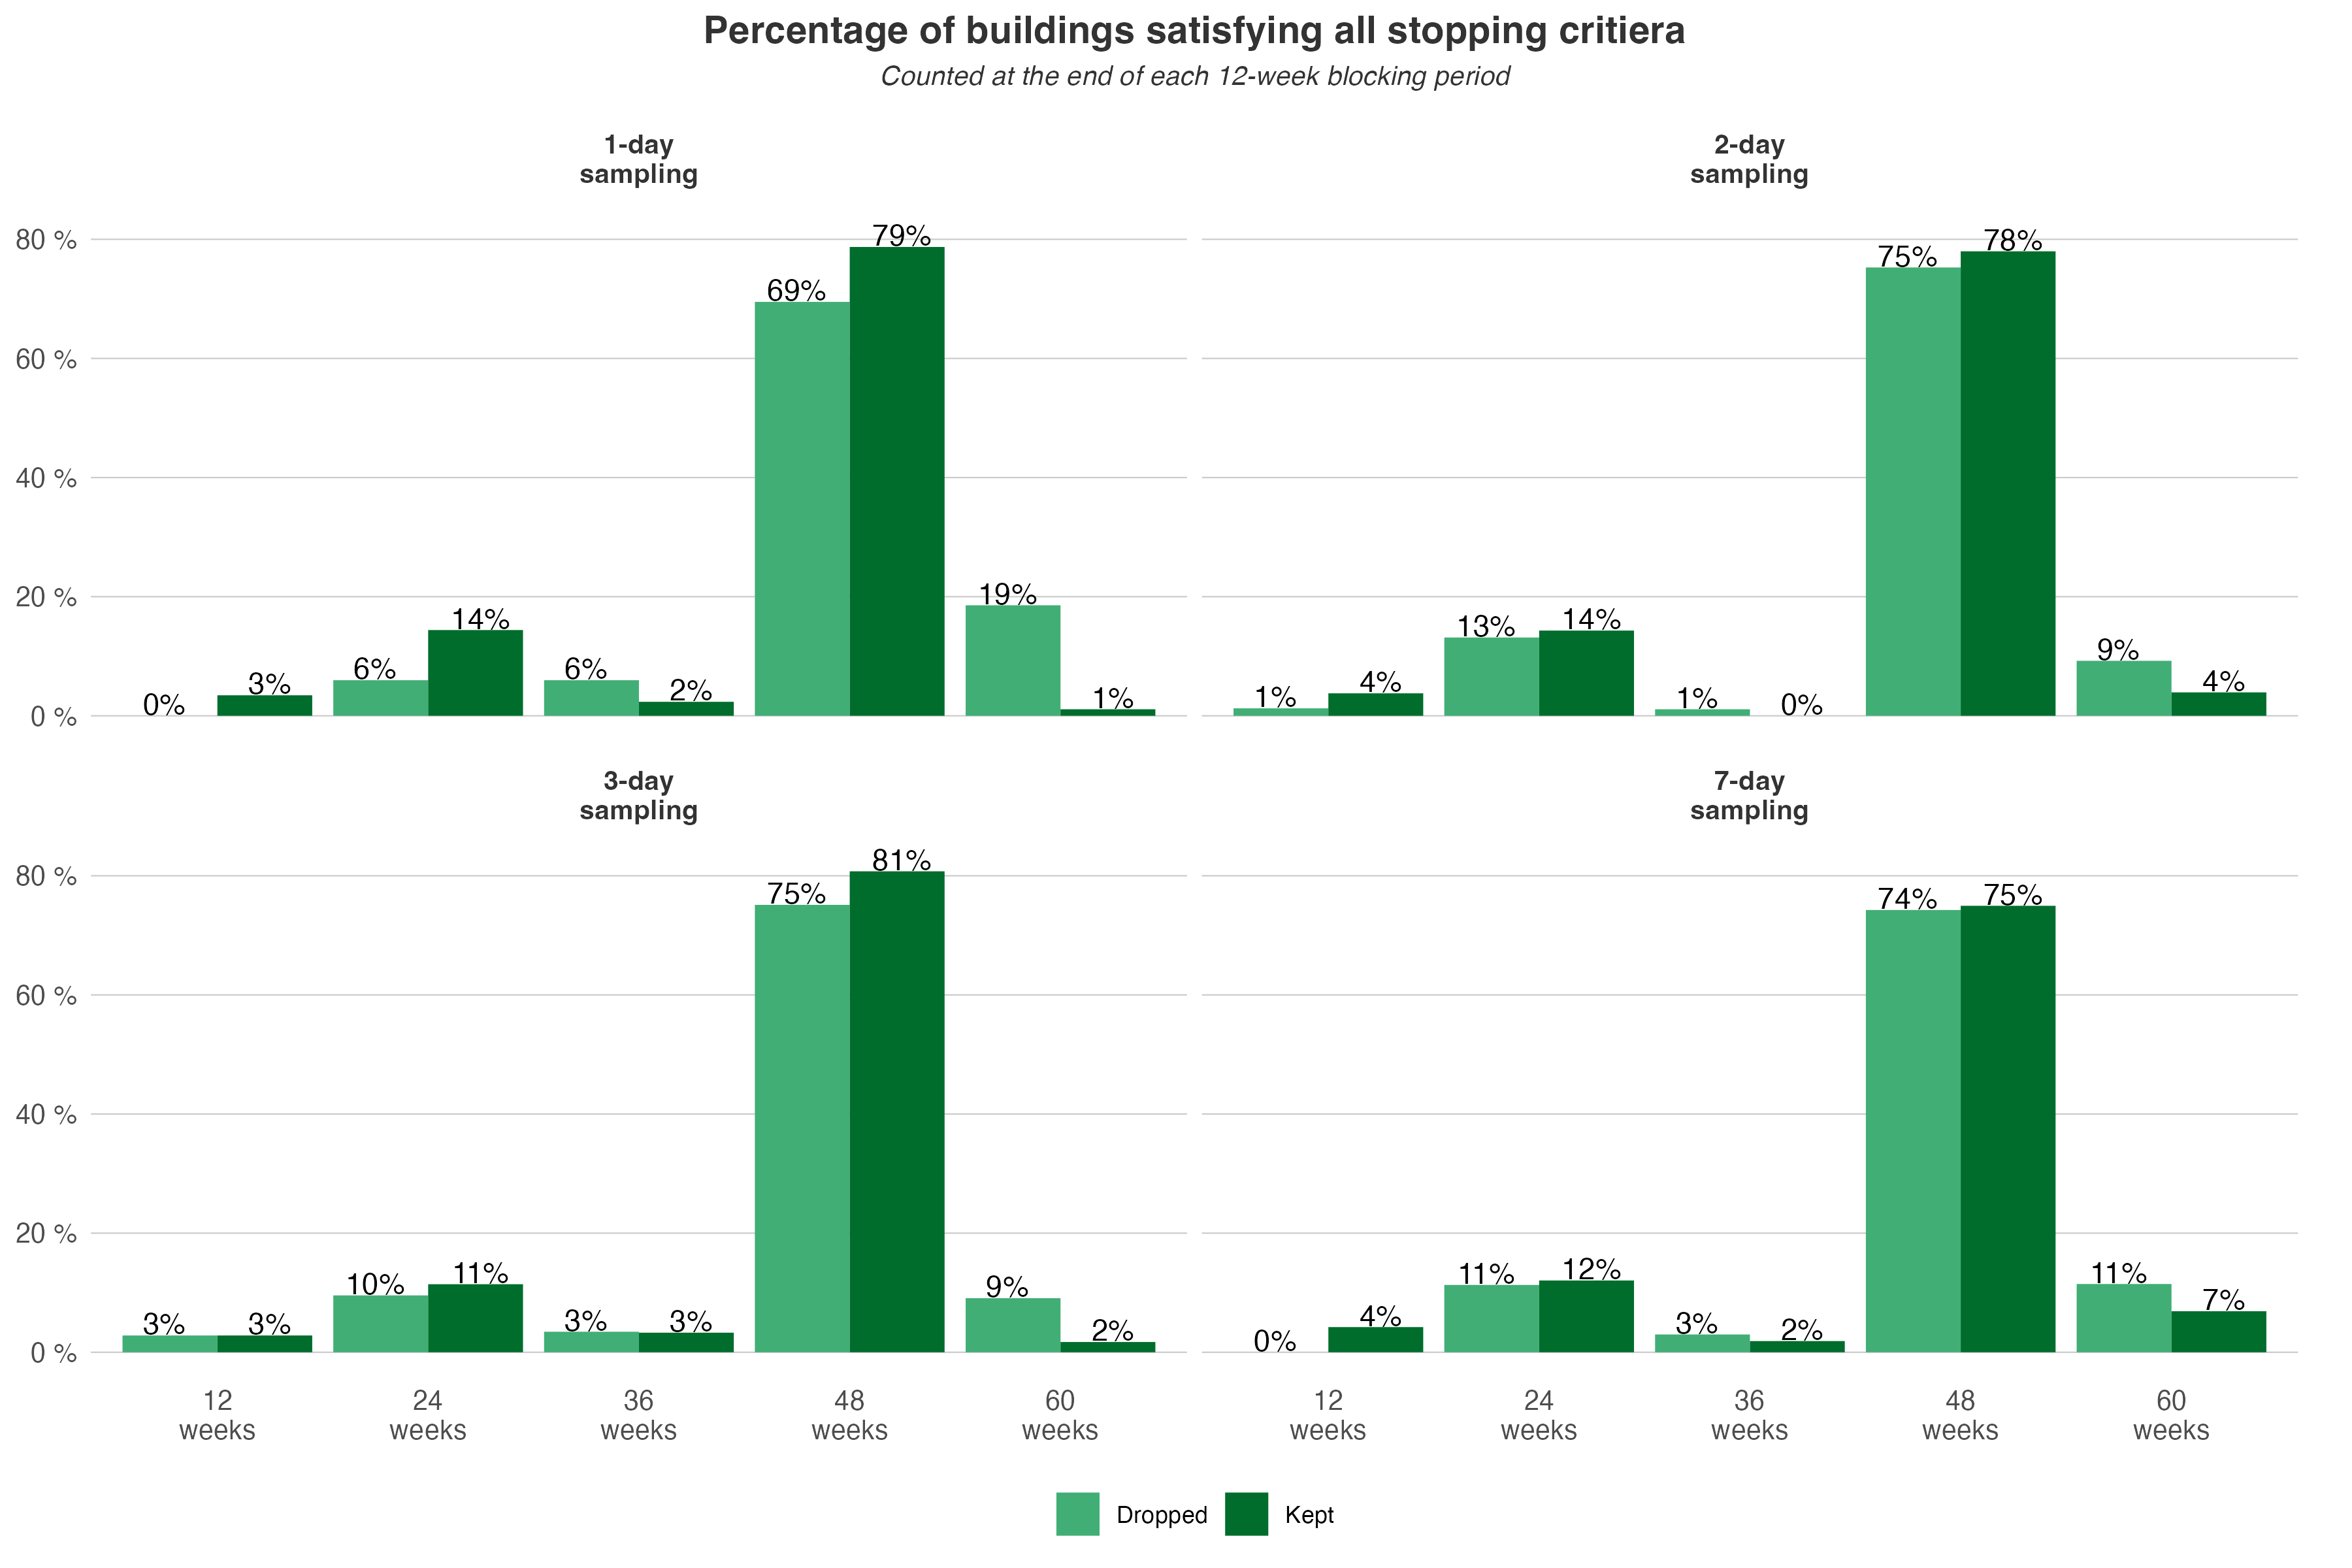 Percentage of buildings satisfying all stopping critiera
Counted at the end of each 12-week blocking period
1-day
sampling
2-day
sampling
80 %
60 %
40 %
20 %
0 %
0%
3%
6%
14%
6%
2%
69%
79%
19%
1%
1%
4%
13%
14%
1%
0%
75%
78%
9%
4%
3-day
sampling
7-day
sampling
80 %
60 %
40 %
20 %
0 %
3%
3%
10%
11%
3%
3%
75%
81%
9%
2%
0%
4%
11%
12%
3%
2%
74%
75%
11%
7%
12
weeks
24
weeks
36
weeks
48
weeks
60
weeks
12
weeks
24
weeks
36
weeks
48
weeks
60
weeks
Dropped
Kept